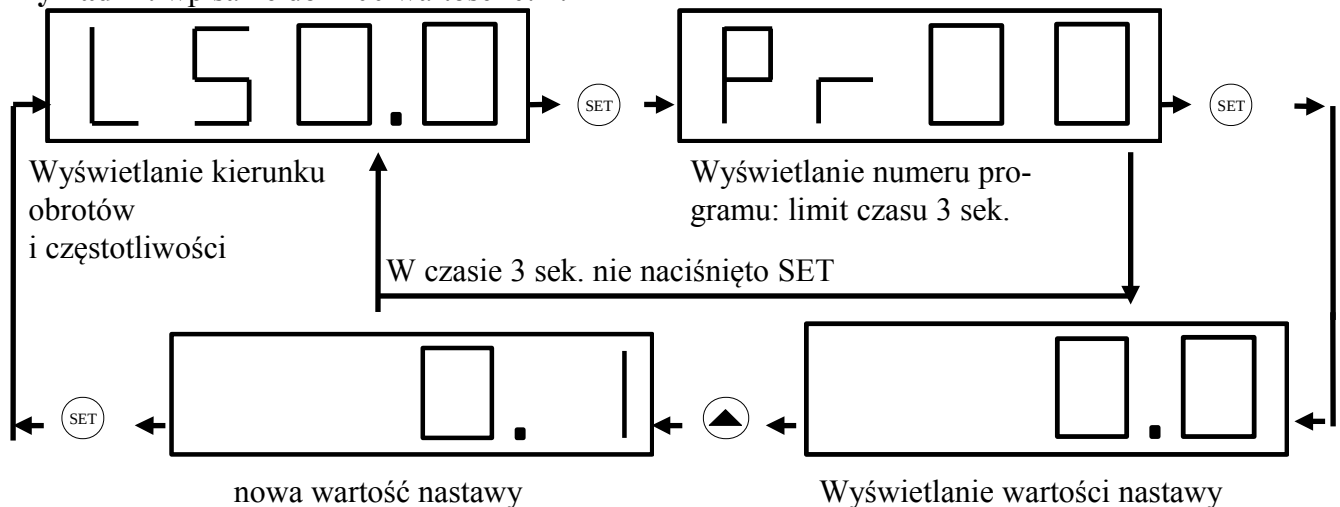 LS0.0
SET
Pr 00
SET
Wyświetlanie kierunku
obrotów
i częstotliwości
Wyświetlanie numeru pro-
gramu: limit czasu 3 sek.
W czasie 3 sek. nie naciśnięto SET
SET
0.1
0.0
nowa wartość nastawy
Wyświetlanie wartości nastawy